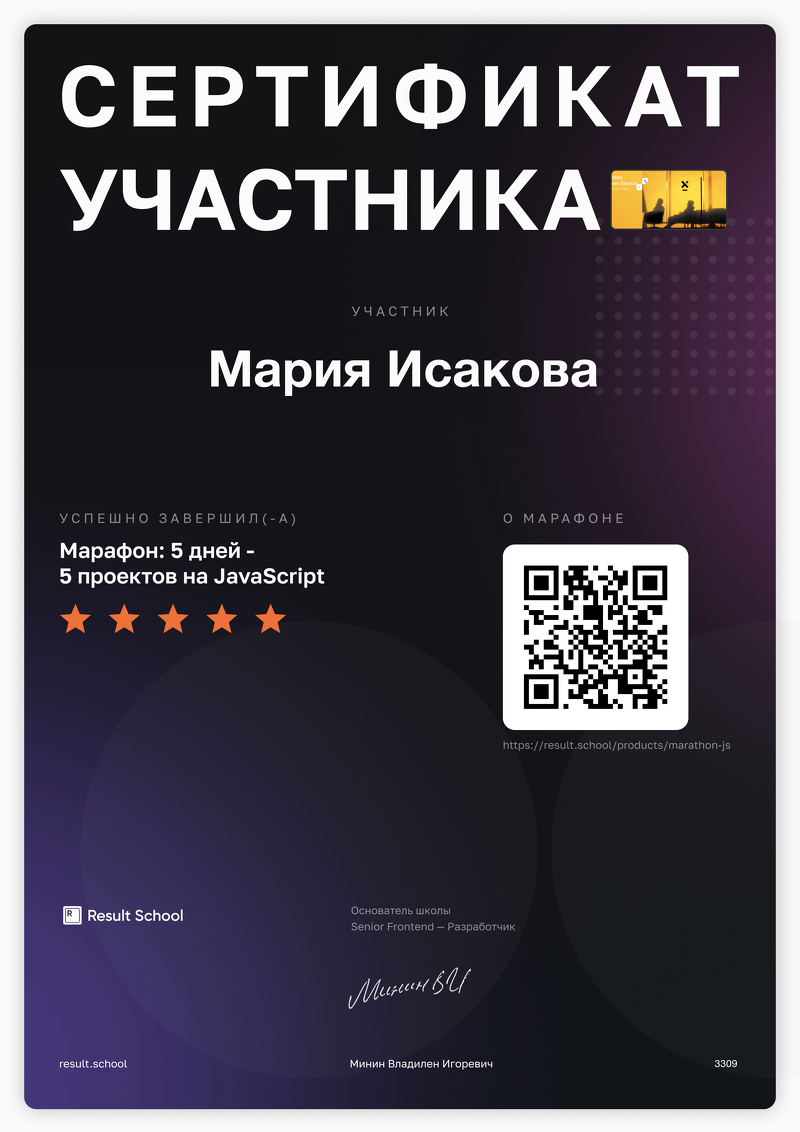 СЕРТИФИКАТ
УЧАСТНИКА
УЧАСТНИК
Мария Исакова
УСПЕШНО ЗАВЕРШИЛ(-А)
Марафон: 5 дней -
5 проектов на JavaScript
О МАРАФОНЕ
https://result.school/products/marathon-js
R
Result School
Основатель школы
Senior Frontend — Разработчик
Минин ВИ
result.school
Минин Владилен Игоревич
3309